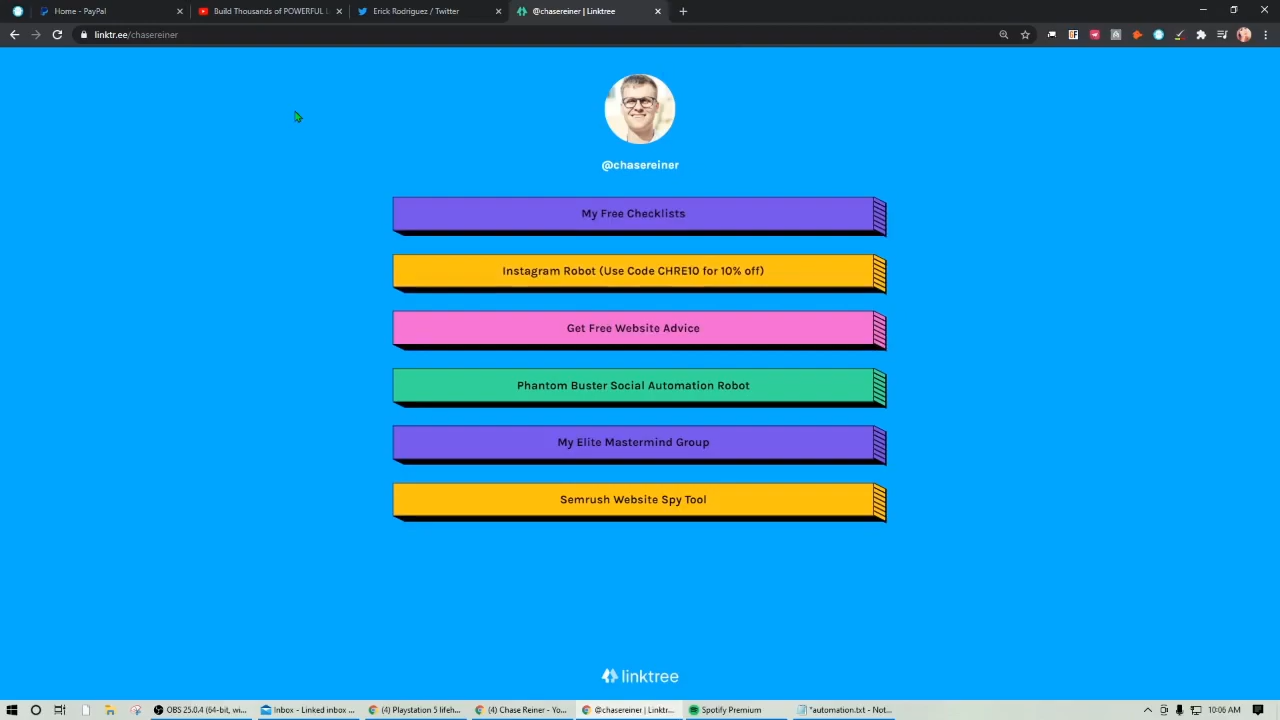 Home - PayPal
Build Thousands of POWERFUL
Erick Rodriguez / Twitter
@chasereiner | Linktree
linktr.ee/chasereiner
@chasereiner
My Free Checklists
Instagram Robot (Use Code CHRE10 for 10% off)
Get Free Website Advice
Phantom Buster Social Automation Robot
My Elite Mastermind Group
Semrush Website Spy Tool
linktree
OBS 25.0.4 (64-bit, wi...
Inbox - Linked inbox ...
(4) Playstation 5 lifeh...
(4) Chase Reiner - Yo...
@chasereiner | Linktr...
Spotify Premium
*automation.txt - Not...
10:06 AM